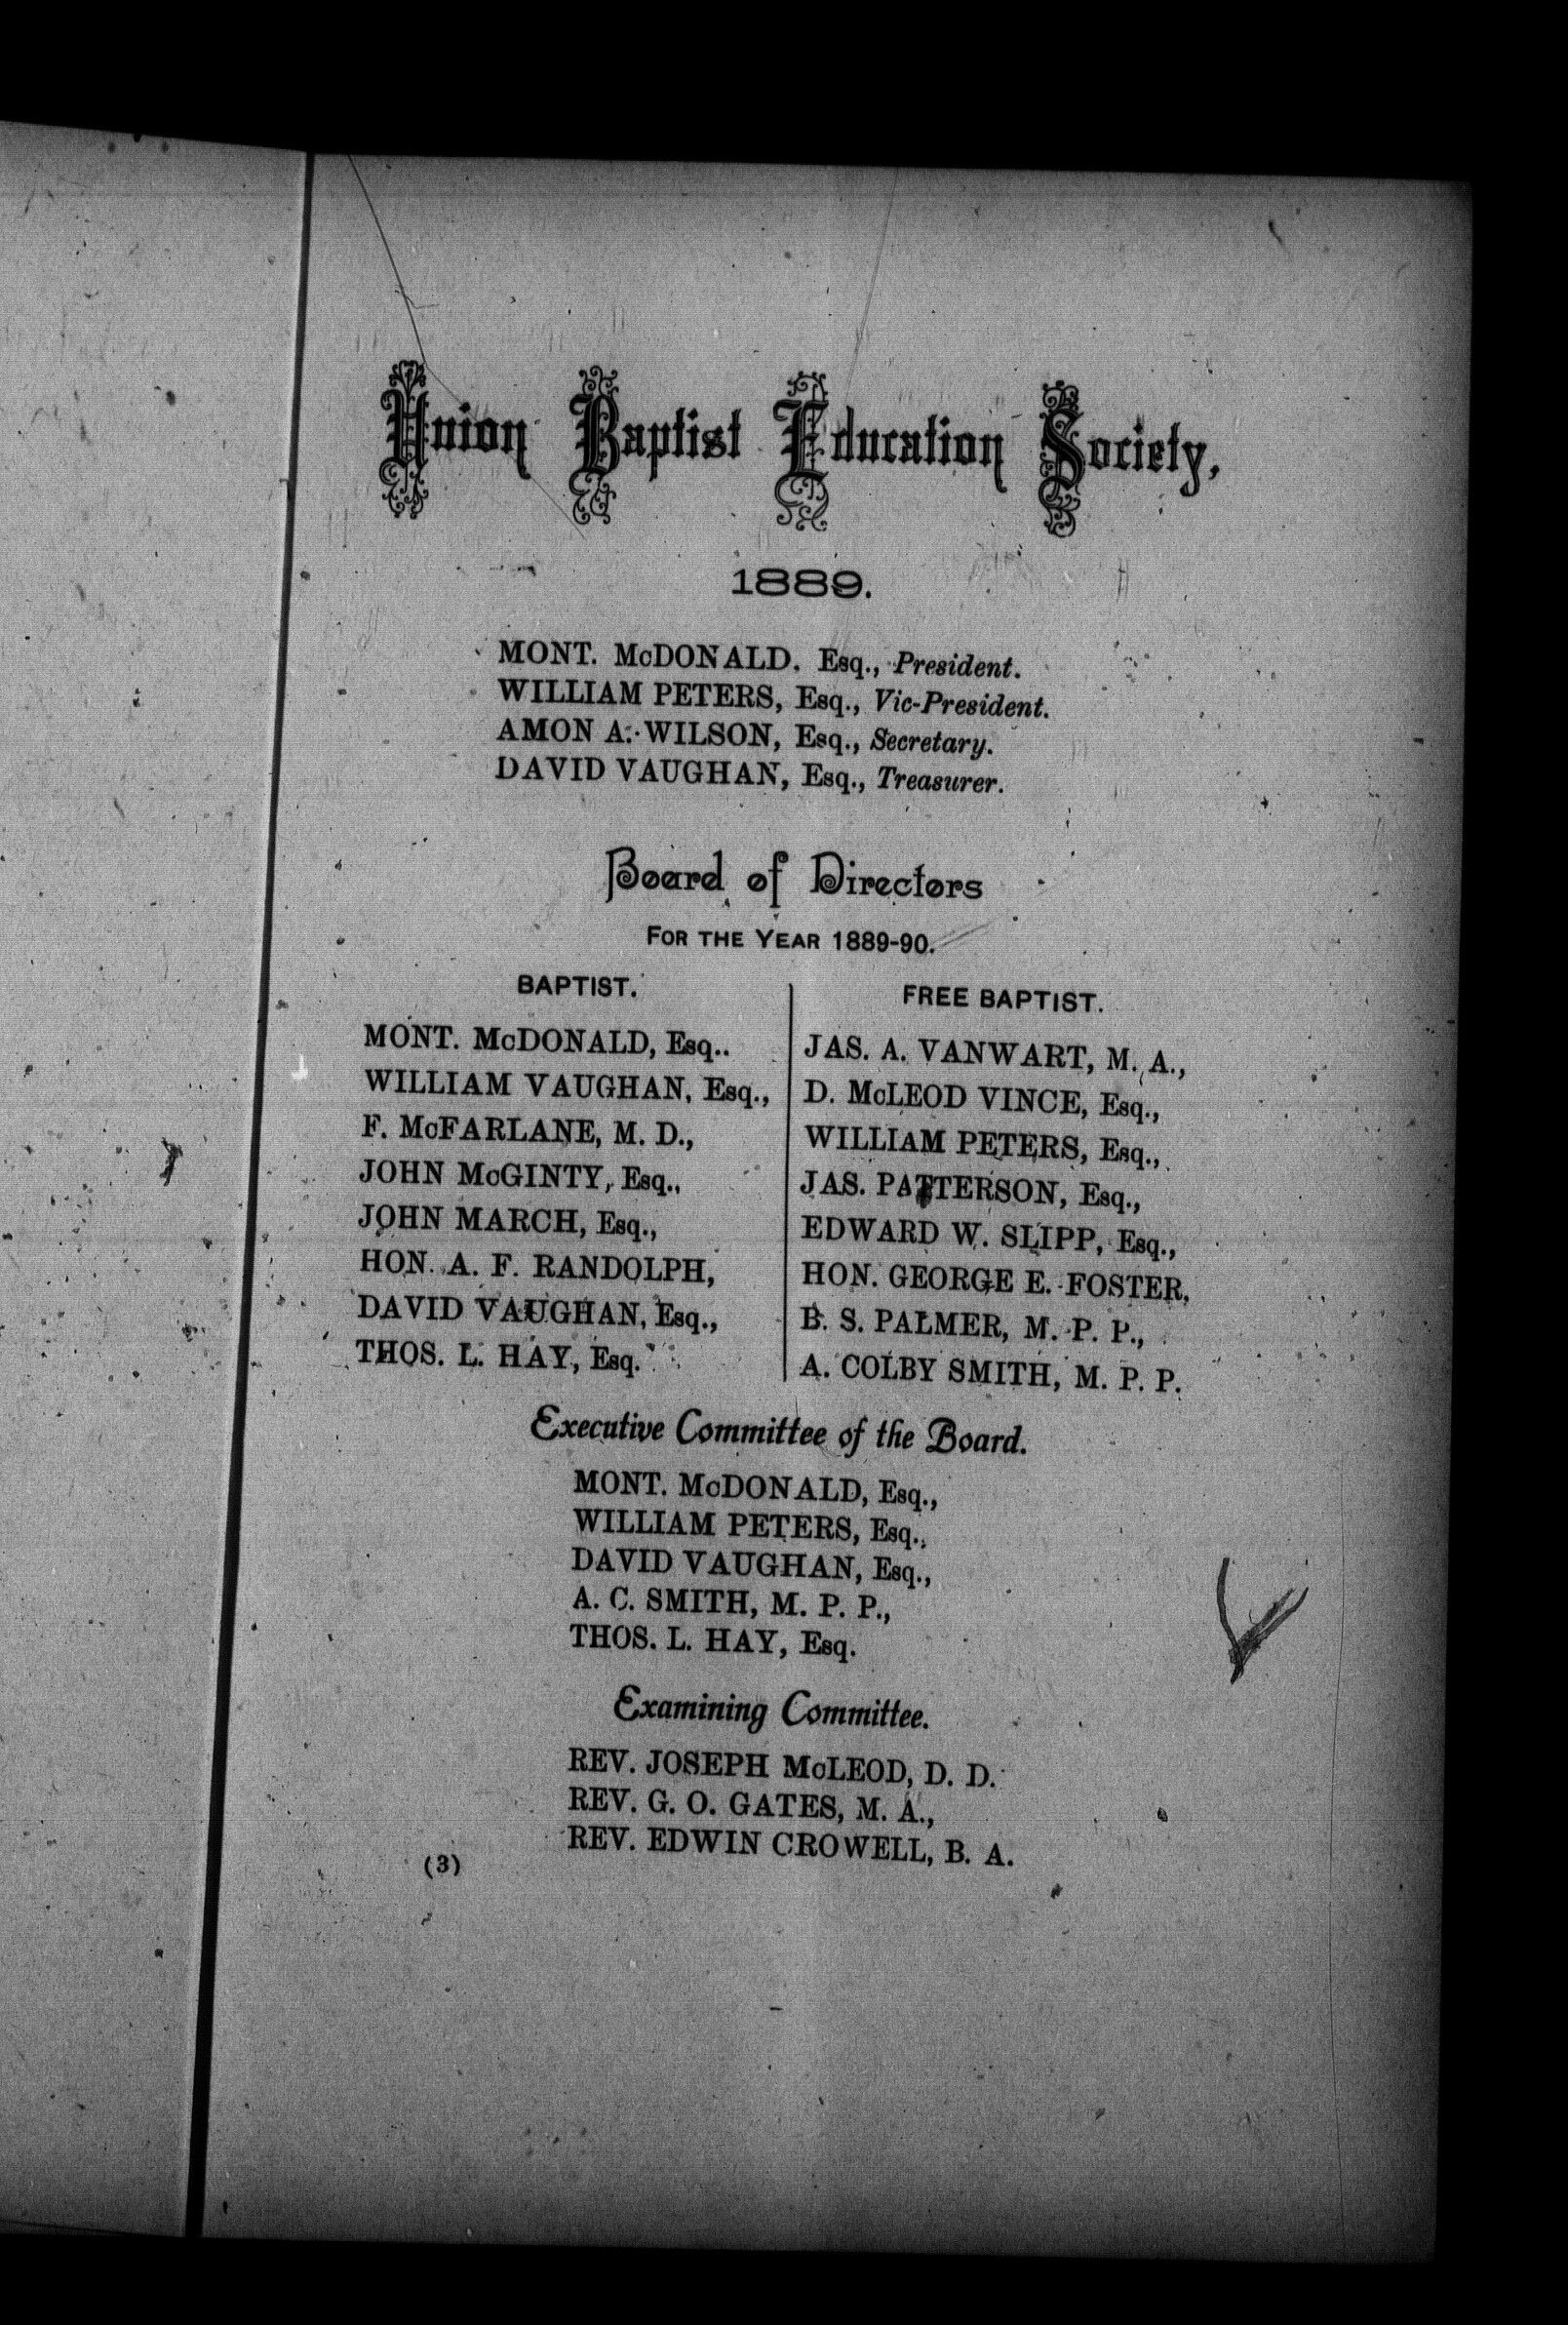 Union Baptist Education Society,
1889.
MONT. McDONALD. Esq., President.
WILLIAM PETERS, Esq., Vic-President.
AMON A. WILSON, Esq., Secretary.
DAVID VAUGHAN, Esq., Treasurer.
Board of Directors
FOR THE YEAR 1889-90.
BAPTIST.
MONT. McDONALD, Esq..
WILLIAM VAUGHAN, Esq.,
F. McFARLANE, M. D.,
JOHN McGINTY, Esq.,
JOHN MARCH, Esq.,
HON. A. F. RANDOLPH,
DAVID VAUGHAN, Esq.,
THOS. L. HAY, Esq.
FREE BAPTIST.
JAS. A. VANWART, M. A.,
D. McLEOD VINCE, Esq.,
WILLIAM PETERS, Esq.,
JAS. PATTERSON, Esq.,
EDWARD W. SLIPP, Esq.,
HON. GEORGE E. FOSTER,
B. S. PALMER, M. P. P.,
A. COLBY SMITH, M. P. P.
Executive Committee of the Board.
MONT. McDONALD, Esq.,
WILLIAM PETERS, Esq.,
DAVID VAUGHAN, Esq.,
A. C. SMITH, M. P. P.,
THOS. L. HAY, Esq.
Examining Committee.
REV. JOSEPH McLEOD, D. D.
REV. G. O. GATES, M. A.,
REV. EDWIN CROWELL, B. A.
(3)